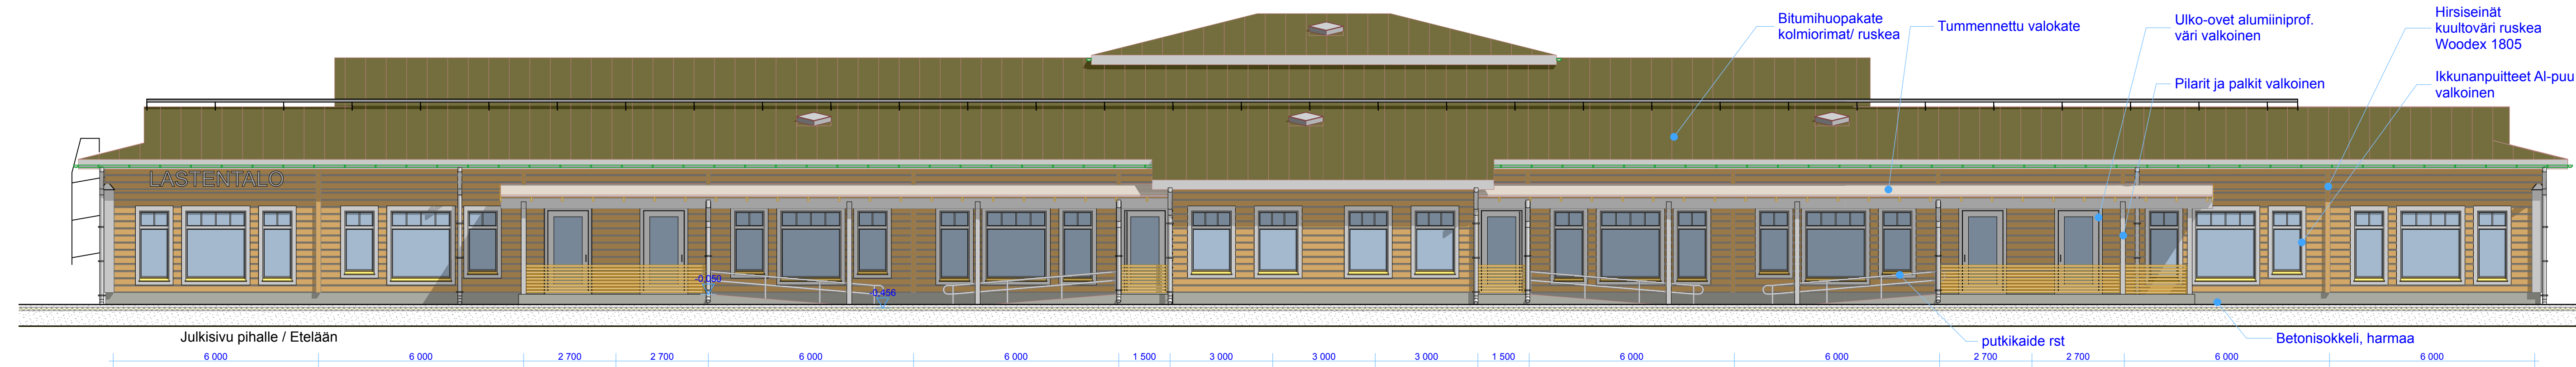 Bitumihuopakate
kolmiorimat/ ruskea
Tummennettu valokate
Ulko-ovet alumiiniprof.
väri valkoinen
Pilarit ja palkit valkoinen
Hirsiseinät
kuultoväri ruskea
Woodex 1805
Ikkunanpuitteet Al-puu
valkoinen
LASTENTALO
-0,050
-0,456
Julkisivu pihalle / Etelään
putkikaide rst
Betonisokkeli, harmaa
6 000 6 000 2 700 2 700 6 000 6 000 1 500 3 000 3 000 3 000 1 500 6 000 6 000 2 700 2 700 6 000 6 000